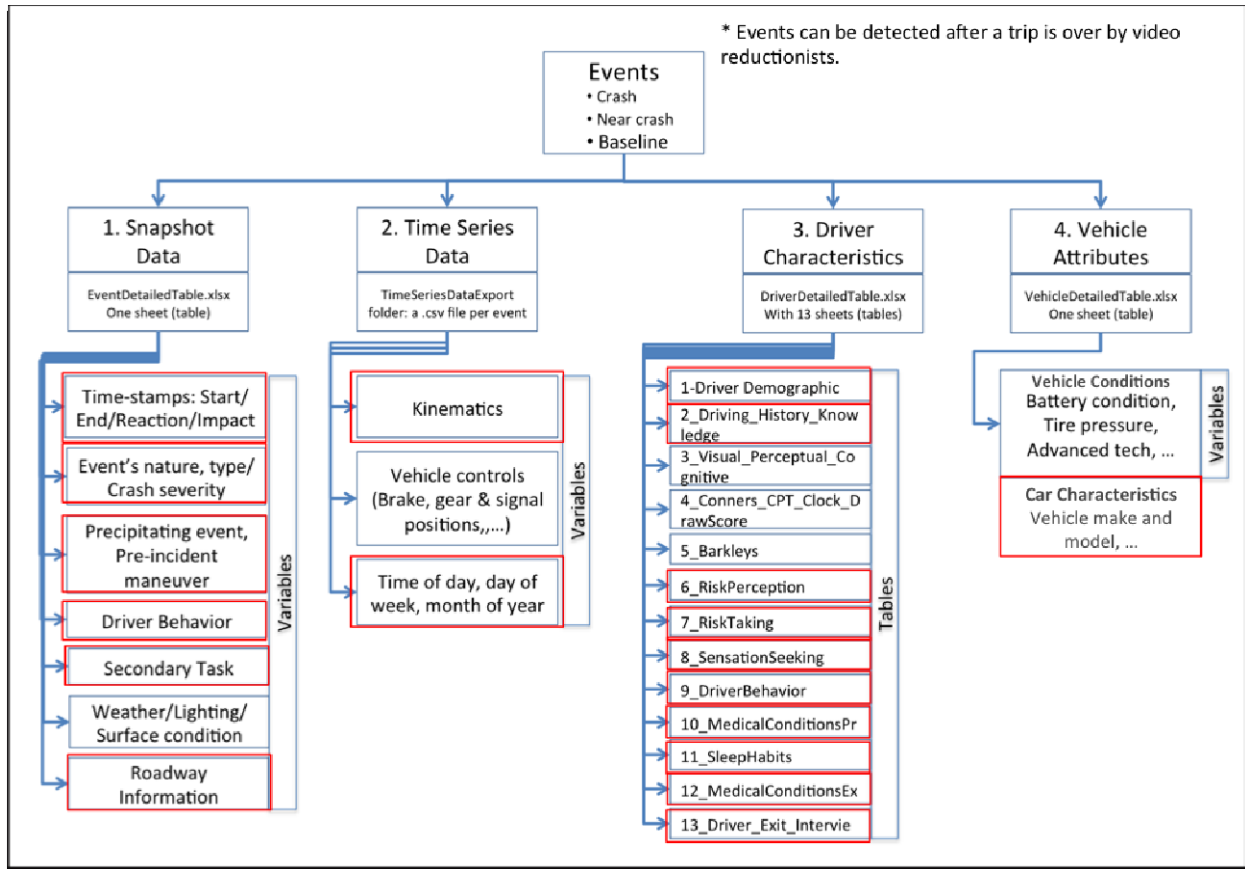 * Events can be detected after a trip is over by video
reductionists.
Events
• Crash
• Near crash
• Baseline
1. Snapshot
Data
EventDetailedTable.xlsx
One sheet (table)
Time-stamps: Start/
End/Reaction/Impact
Event's nature, type/
Crash severity
Precipitating event,
Pre-incident
maneuver
Driver Behavior
Secondary Task
Weather/Lighting/
Surface condition
Roadway
Information
Variables
2. Time Series
Data
TimeSeriesDataExport
folder: a .csv file per event
Kinematics
Vehicle controls
(Brake, gear & signal
positions,,...)
Time of day, day of
week, month of year
Variables
3. Driver
Characteristics
DriverDetailedTable.xlsx
With 13 sheets (tables)
1-Driver Demographic
2_Driving_History_Know
ledge
3_Visual_Perceptual_Co
gnitive
4_Conners_CPT_Clock_D
rawScore
5_Barkleys
6_RiskPerception
7_RiskTaking
8_SensationSeeking
9_DriverBehavior
10_MedicalConditionsPr
11_SleepHabits
12_MedicalConditionsEx
13_Driver_Exit_Intervie
Tables
4. Vehicle
Attributes
VehicleDetailedTable.xlsx
One sheet (table)
Vehicle Conditions
Battery condition,
Tire pressure,
Advanced tech, ...
Car Characteristics
Vehicle make and
model, ...
Variables